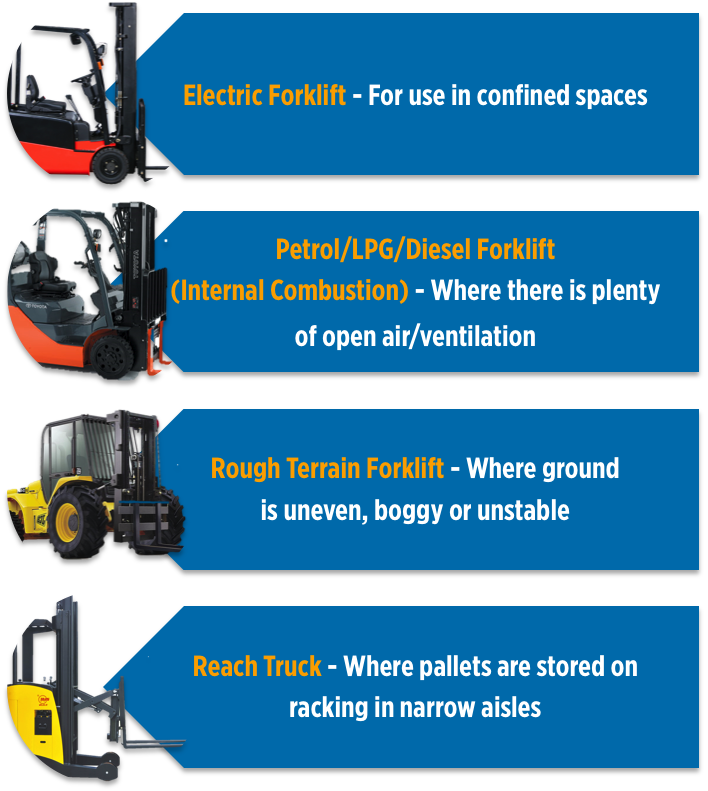 Electric Forklift - For use in confined spaces
Petrol/LPG/Diesel Forklift
(Internal Combustion) - Where there is plenty
of open air/ventilation
TOYOTA
Rough Terrain Forklift - Where ground
is uneven, boggy or unstable
Reach Truck - Where pallets are stored on
racking in narrow aisles